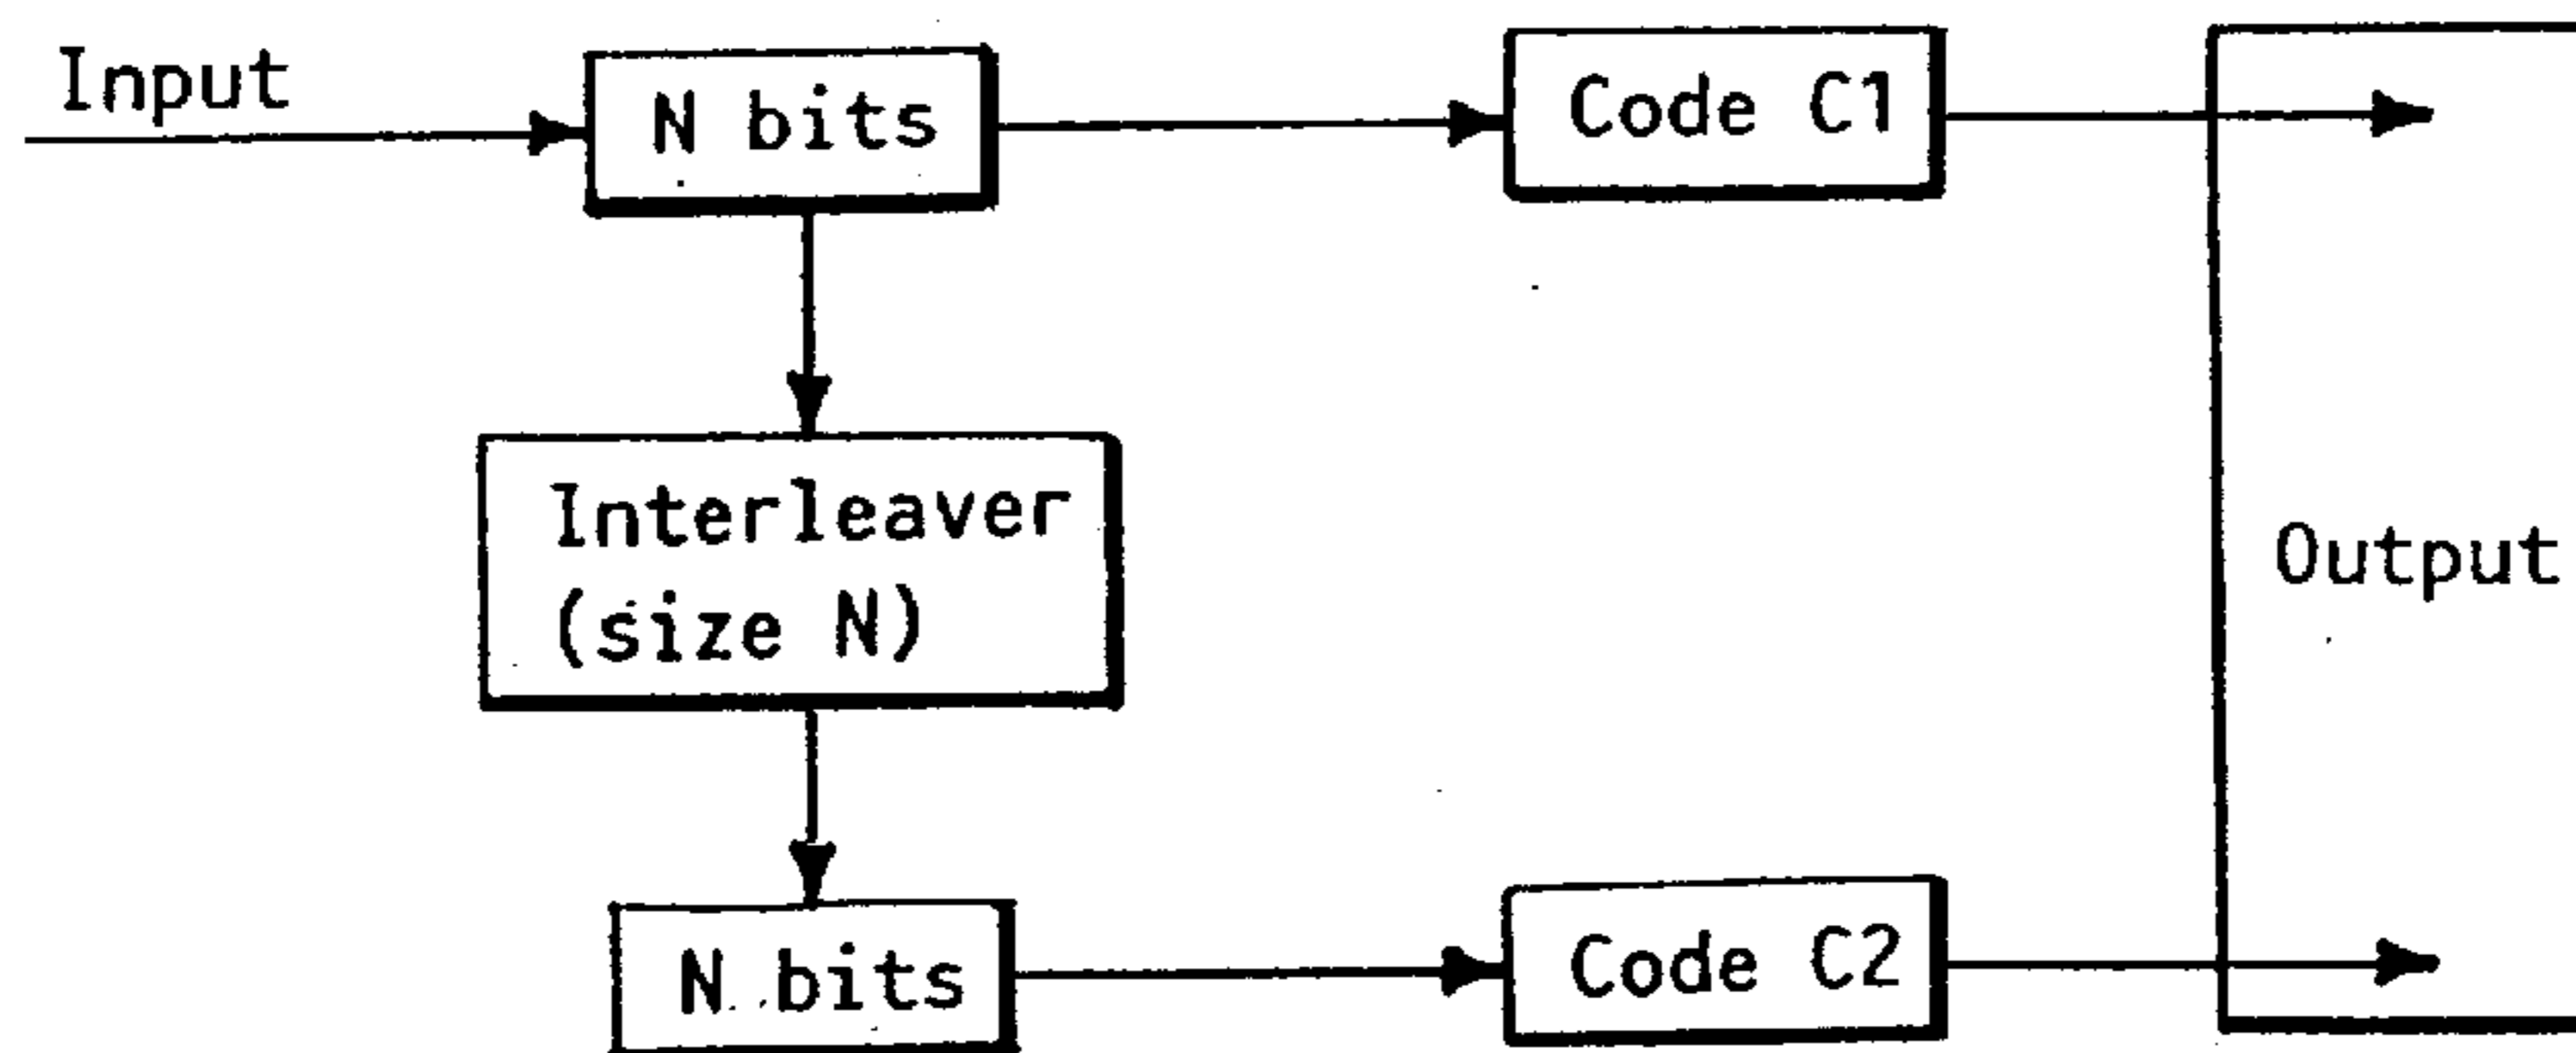 Input
N bits
Code C1
Interleaver
(size N)
Output
N bits
Code C2